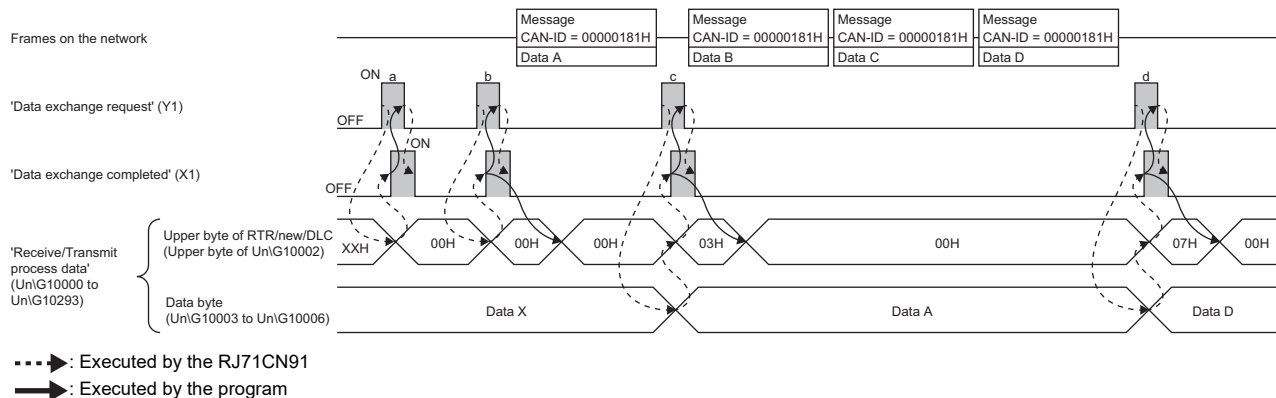 Frames on the network
Message
CAN-ID = 00000181H
Data A
Message
CAN-ID = 00000181H
Data B
Message
CAN-ID = 00000181H
Data C
Message
CAN-ID = 00000181H
Data D
'Data exchange request' (Y1)
ON a b c d
OFF
'Data exchange completed' (X1)
ON
OFF
'Receive/Transmit
process data'
(Un\G10000 to
Un\G10293)
Upper byte of RTR/new/DLC
(Upper byte of Un\G10002)
XXH 00H 00H 00H 03H 00H 07H 00H
Data byte
(Un\G10003 to Un\G10006)
Data X Data A Data D
: Executed by the RJ71CN91
: Executed by the program